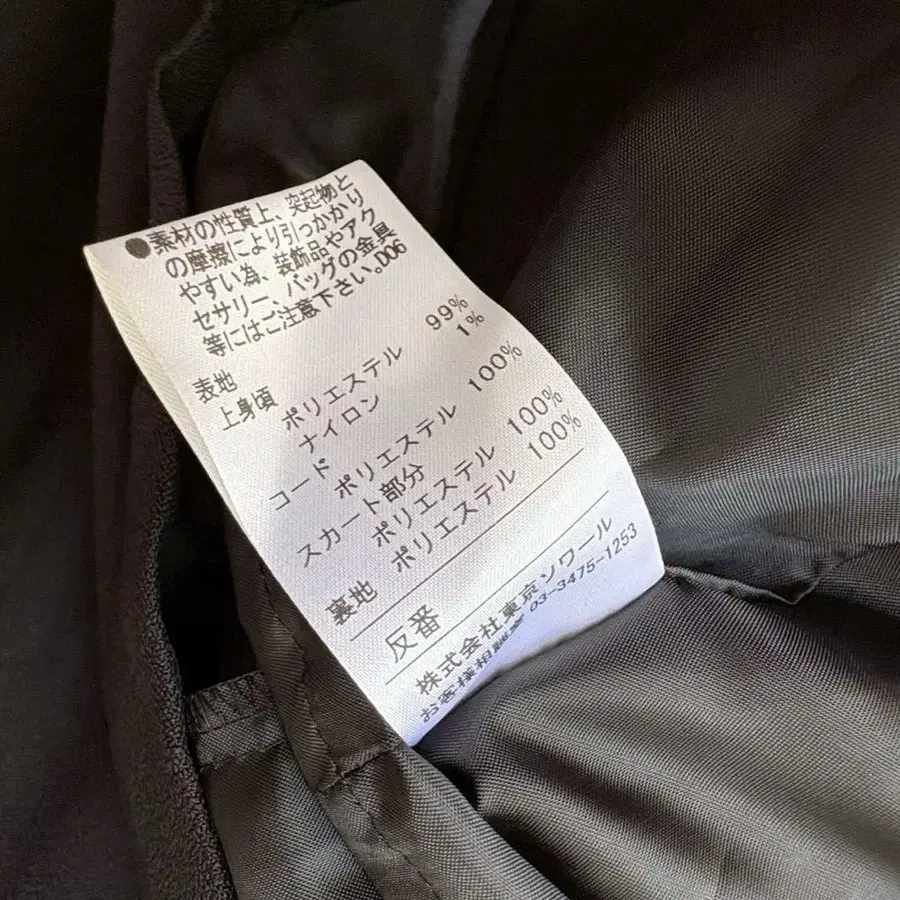 ●素材の性質上、突起物と
の摩擦により引っかかり
やすい為、装飾品やアク
セサリー、バッグの金具
等にはご注意下さい。D06
表地
上身頃
ポリエステル 99%
ナイロン 1%
コード
ポリエステル 100%
スカート部分
ポリエステル 100%
裏地 ポリエステル 100%
反番
株式会社東京ソワール
お客様相談室 03-3475-1253